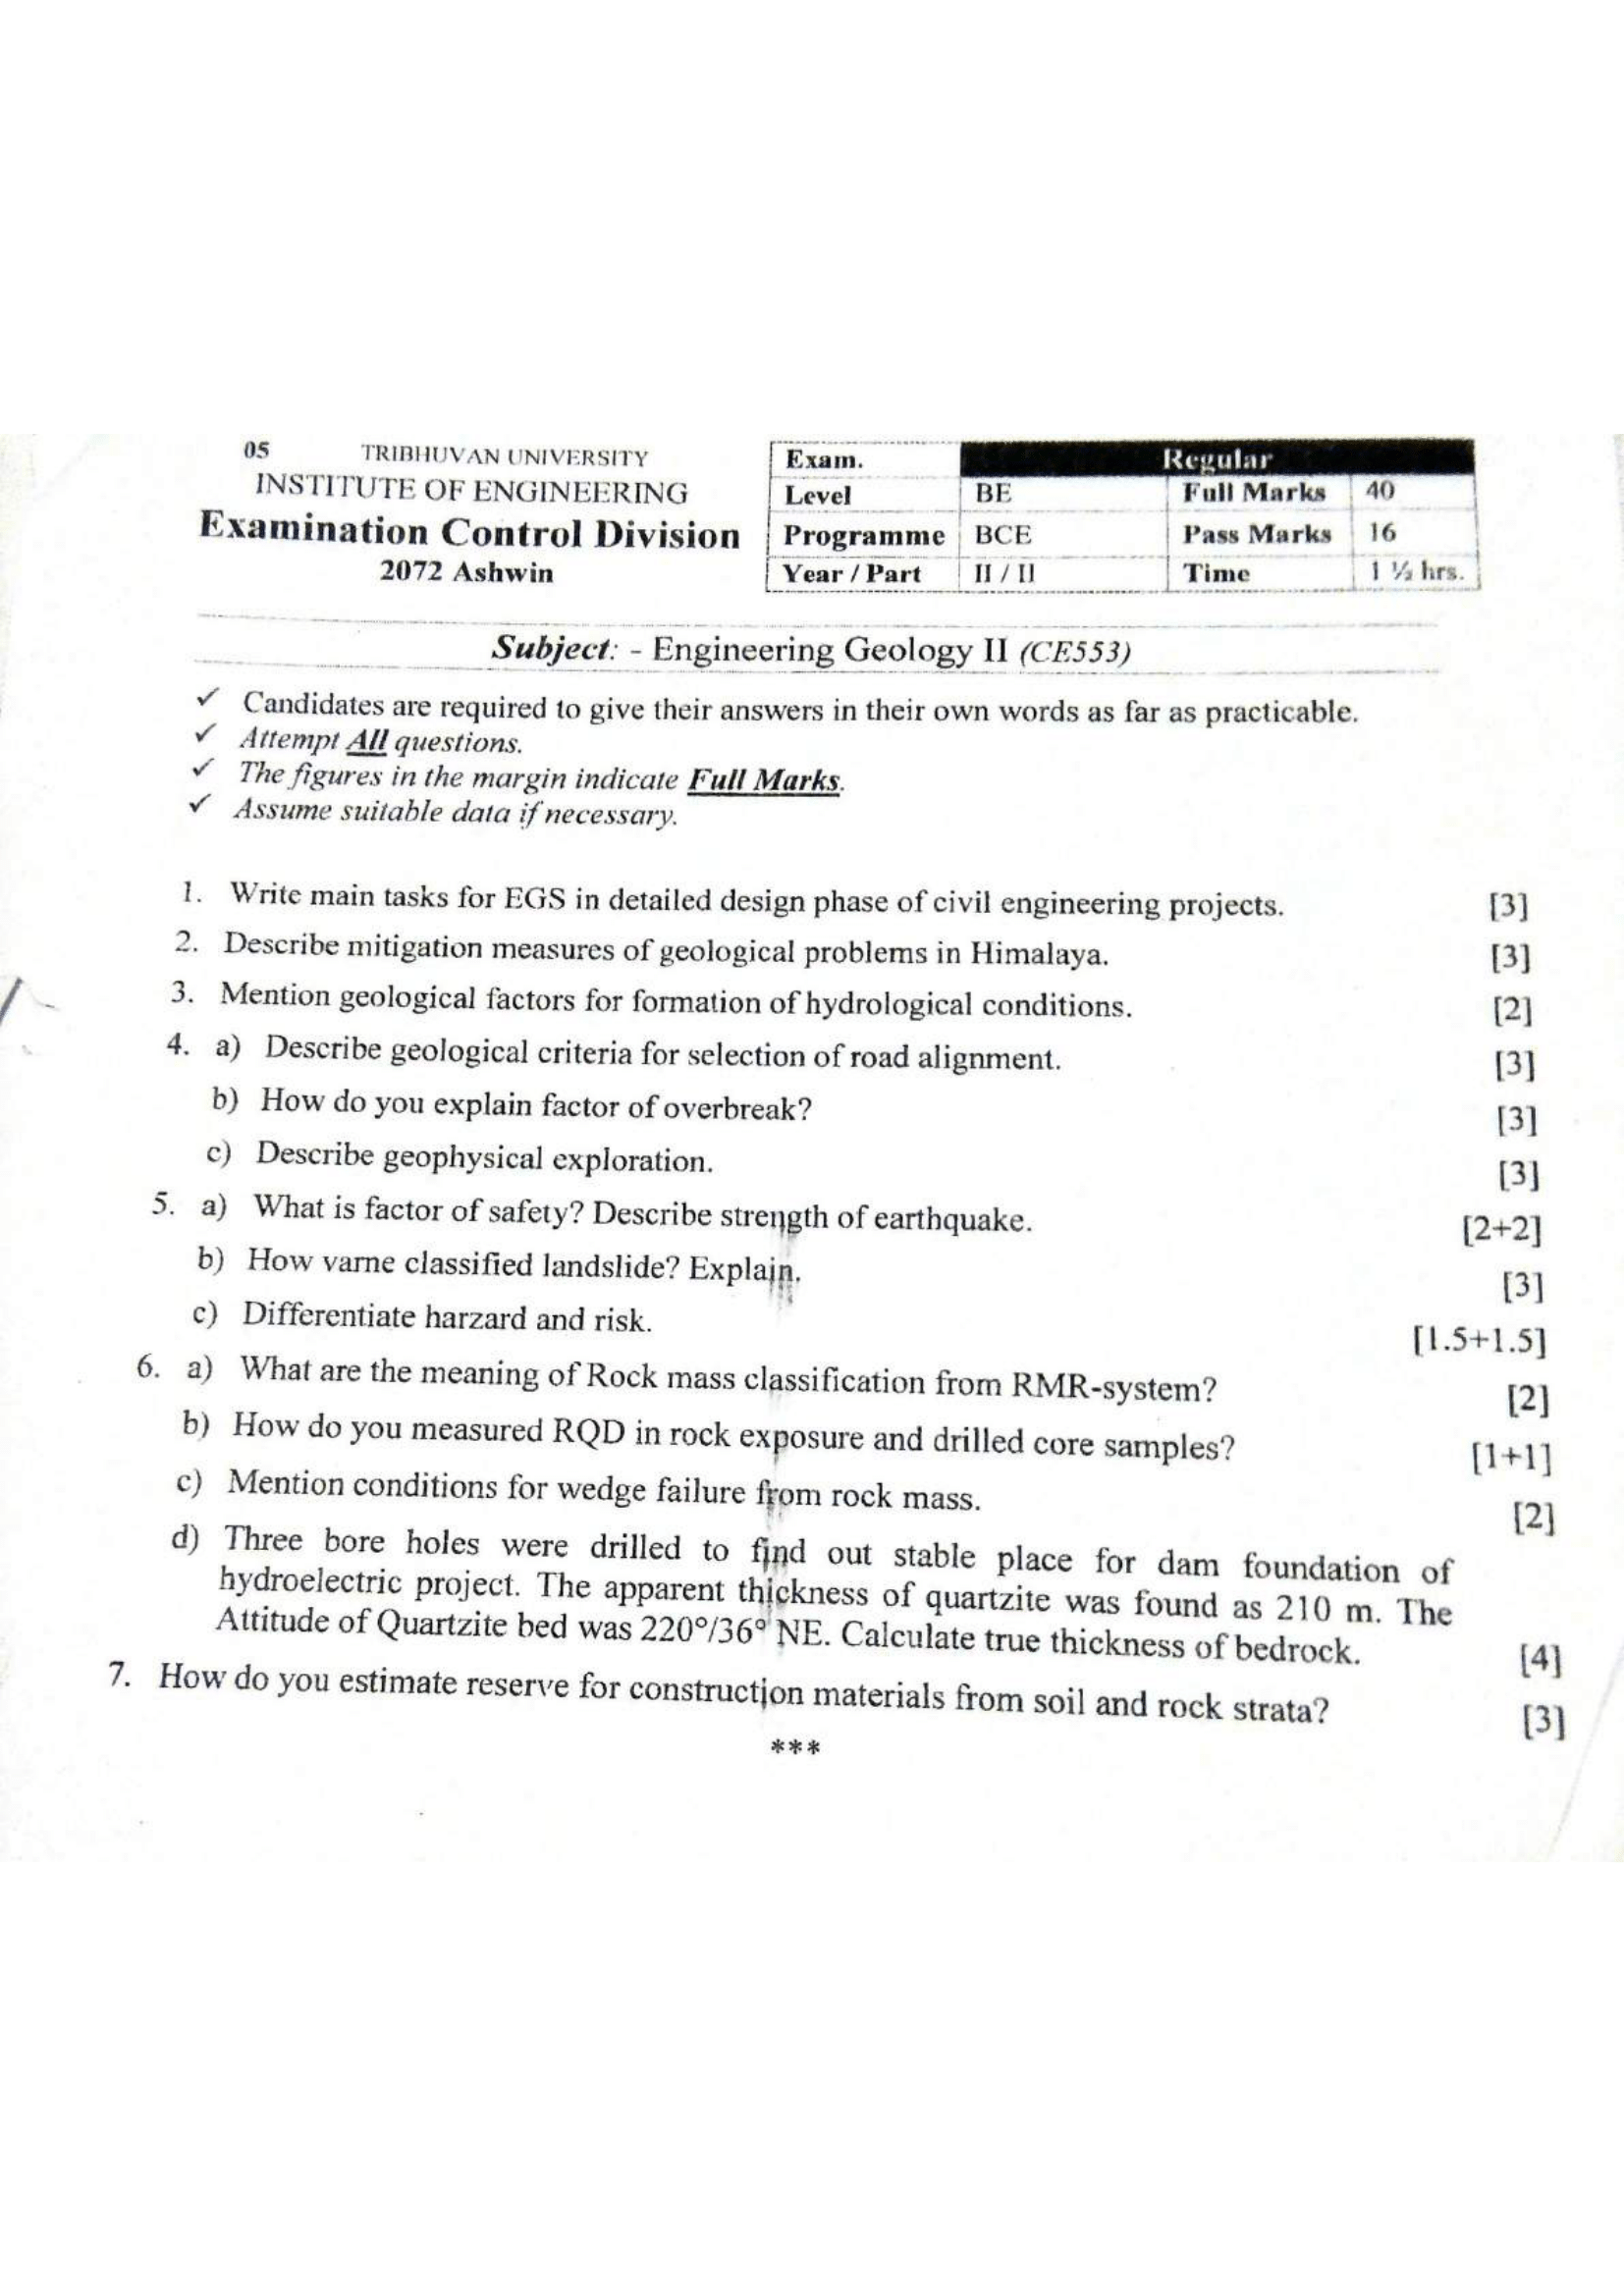 05 TRIBHUVAN UNIVERSITY
INSTITUTE OF ENGINEERING
Examination Control Division
2072 Ashwin
Exam. Regular
Level BE Full Marks 40
Programme BCE Pass Marks 16
Year / Part II / II Time 1 ½ hrs.
Subject: - Engineering Geology II (CE553)
✓ Candidates are required to give their answers in their own words as far as practicable.
✓ Attempt All questions.
✓ The figures in the margin indicate Full Marks.
✓ Assume suitable data if necessary.
1. Write main tasks for EGS in detailed design phase of civil engineering projects. [3]
2. Describe mitigation measures of geological problems in Himalaya. [3]
3. Mention geological factors for formation of hydrological conditions. [2]
4. a) Describe geological criteria for selection of road alignment. [3]
b) How do you explain factor of overbreak? [3]
c) Describe geophysical exploration. [3]
5. a) What is factor of safety? Describe strength of earthquake. [2+2]
b) How varne classified landslide? Explain. [3]
c) Differentiate harzard and risk. [1.5+1.5]
6. a) What are the meaning of Rock mass classification from RMR-system? [2]
b) How do you measured RQD in rock exposure and drilled core samples? [1+1]
c) Mention conditions for wedge failure from rock mass. [2]
d) Three bore holes were drilled to find out stable place for dam foundation of
hydroelectric project. The apparent thickness of quartzite was found as 210 m. The
Attitude of Quartzite bed was 220°/36° NE. Calculate true thickness of bedrock. [4]
7. How do you estimate reserve for construction materials from soil and rock strata? [3]
***